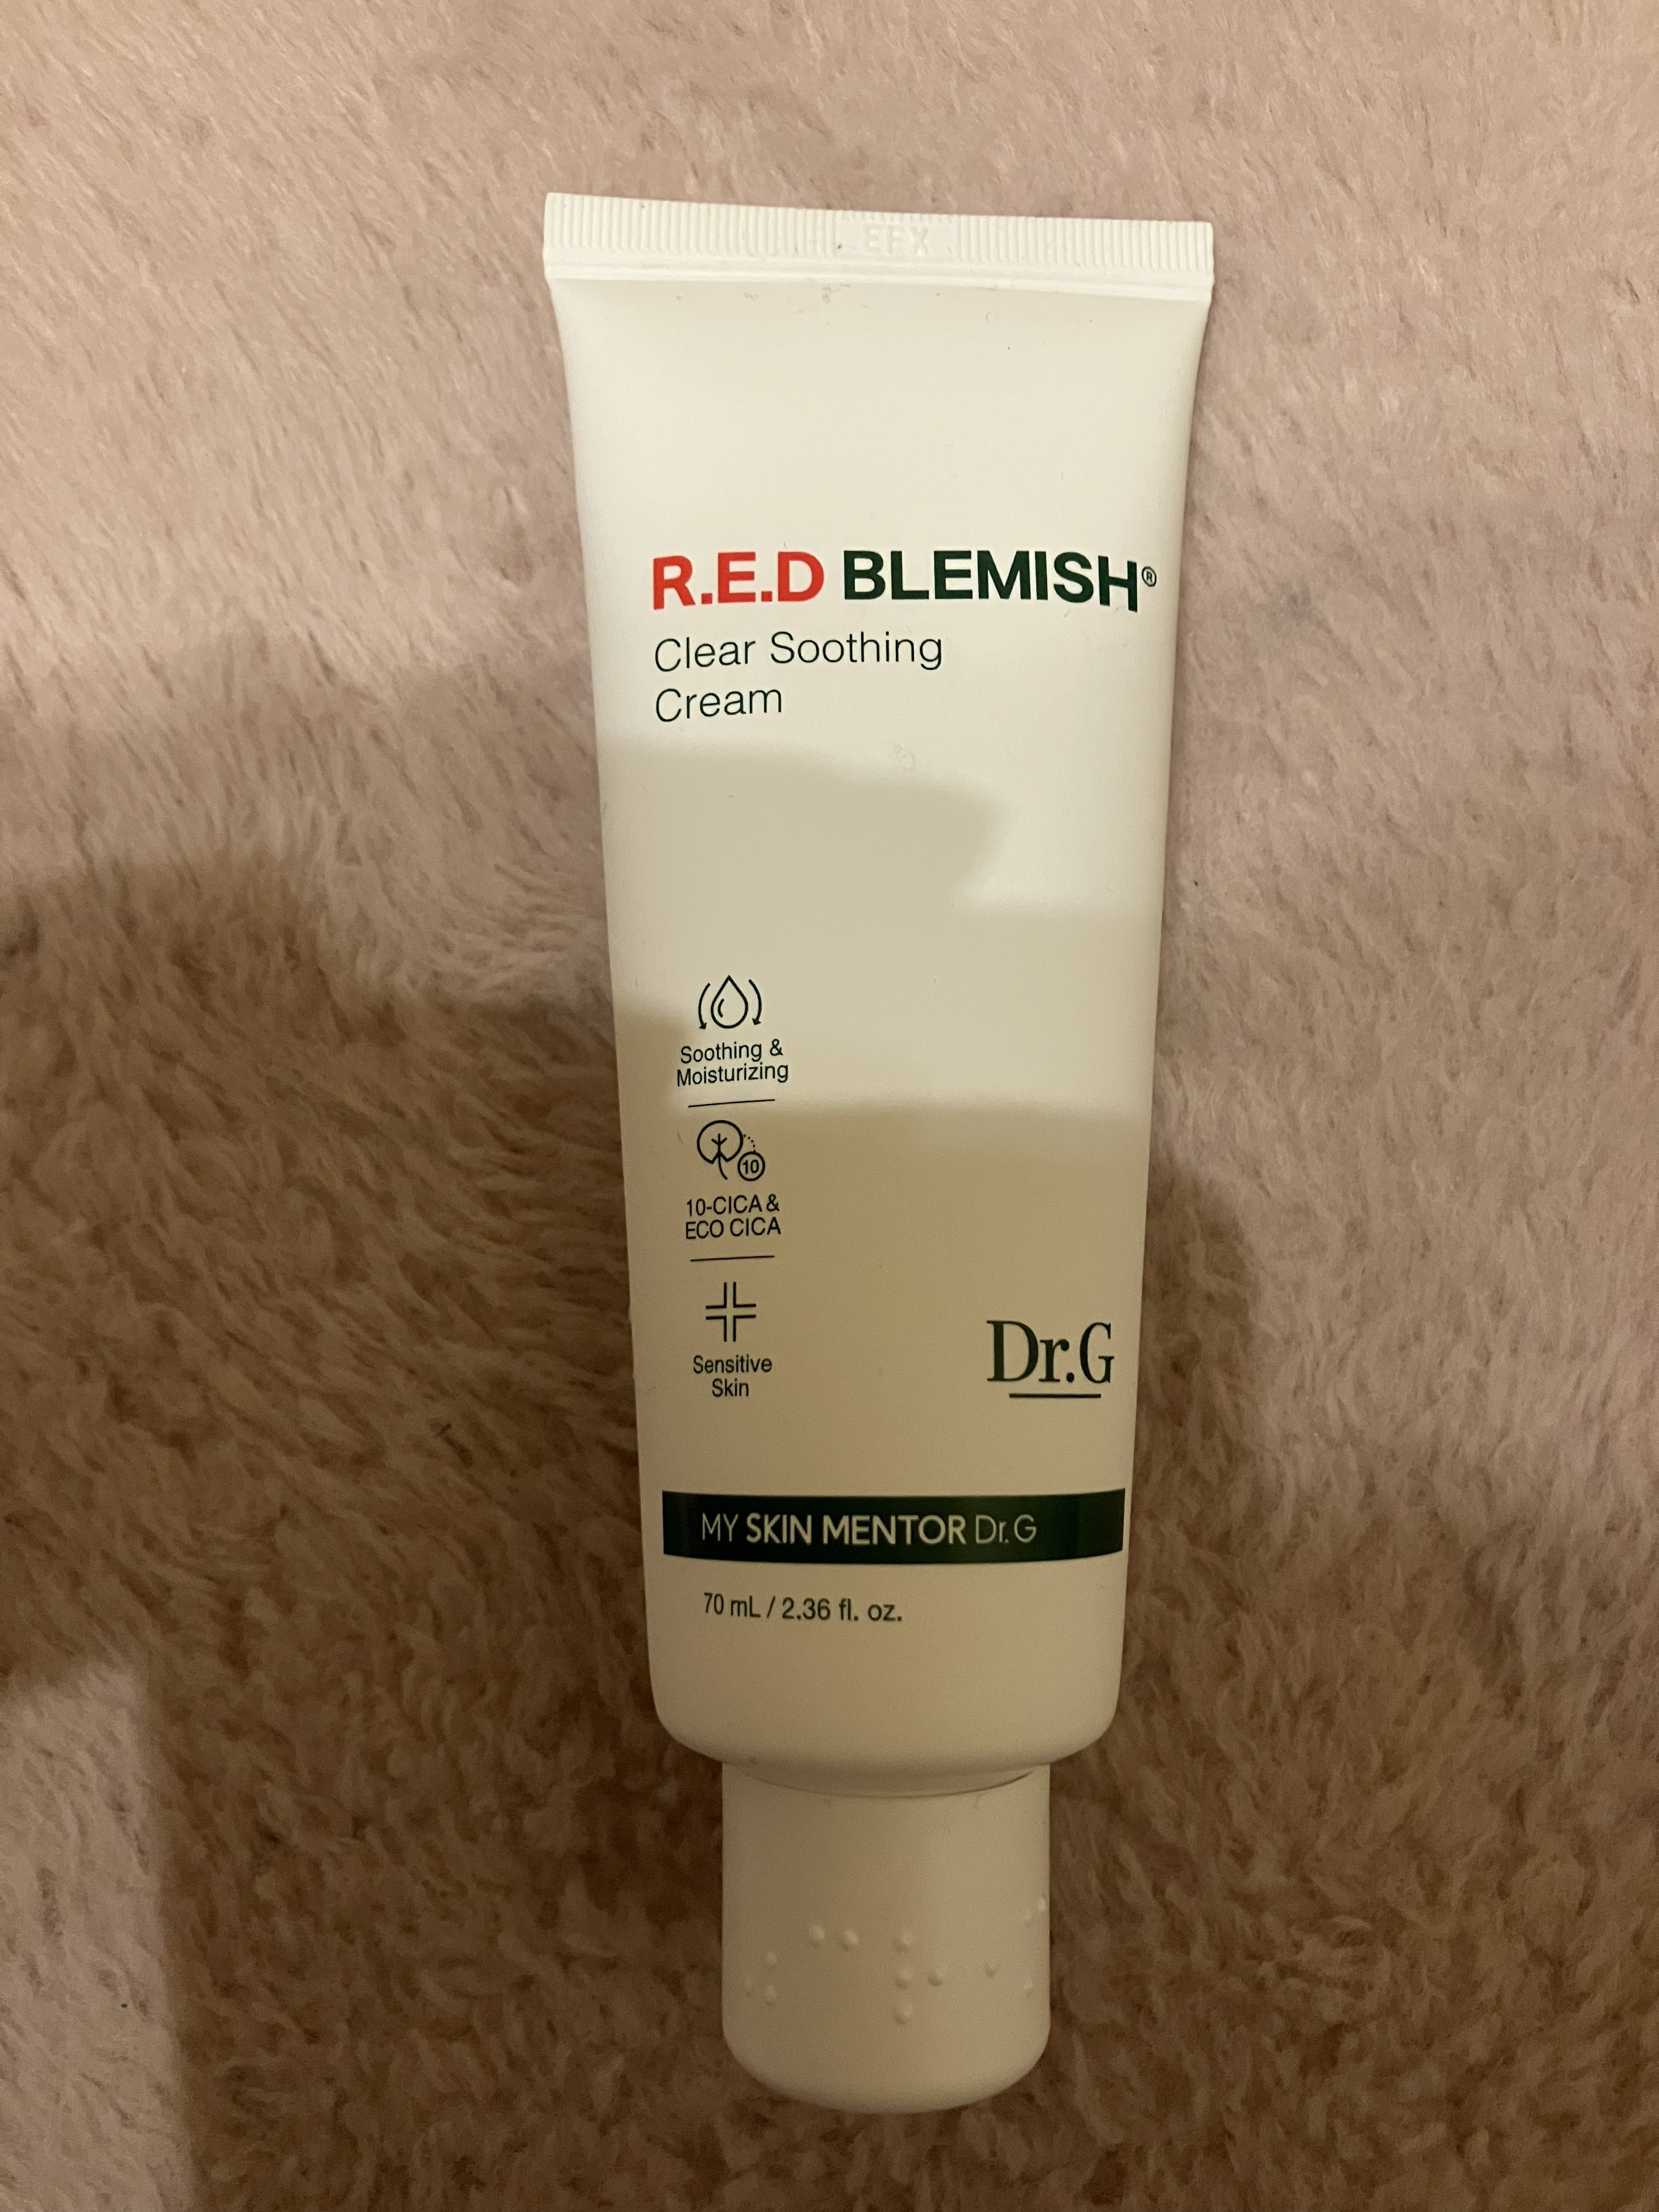 EFX
R.E.D BLEMISH®
Clear Soothing
Cream
Soothing &
Moisturizing
10
10-CICA &
ECO CICA
Sensitive
Skin
Dr.G
MY SKIN MENTOR Dr.G
70 mL / 2.36 fl. oz.